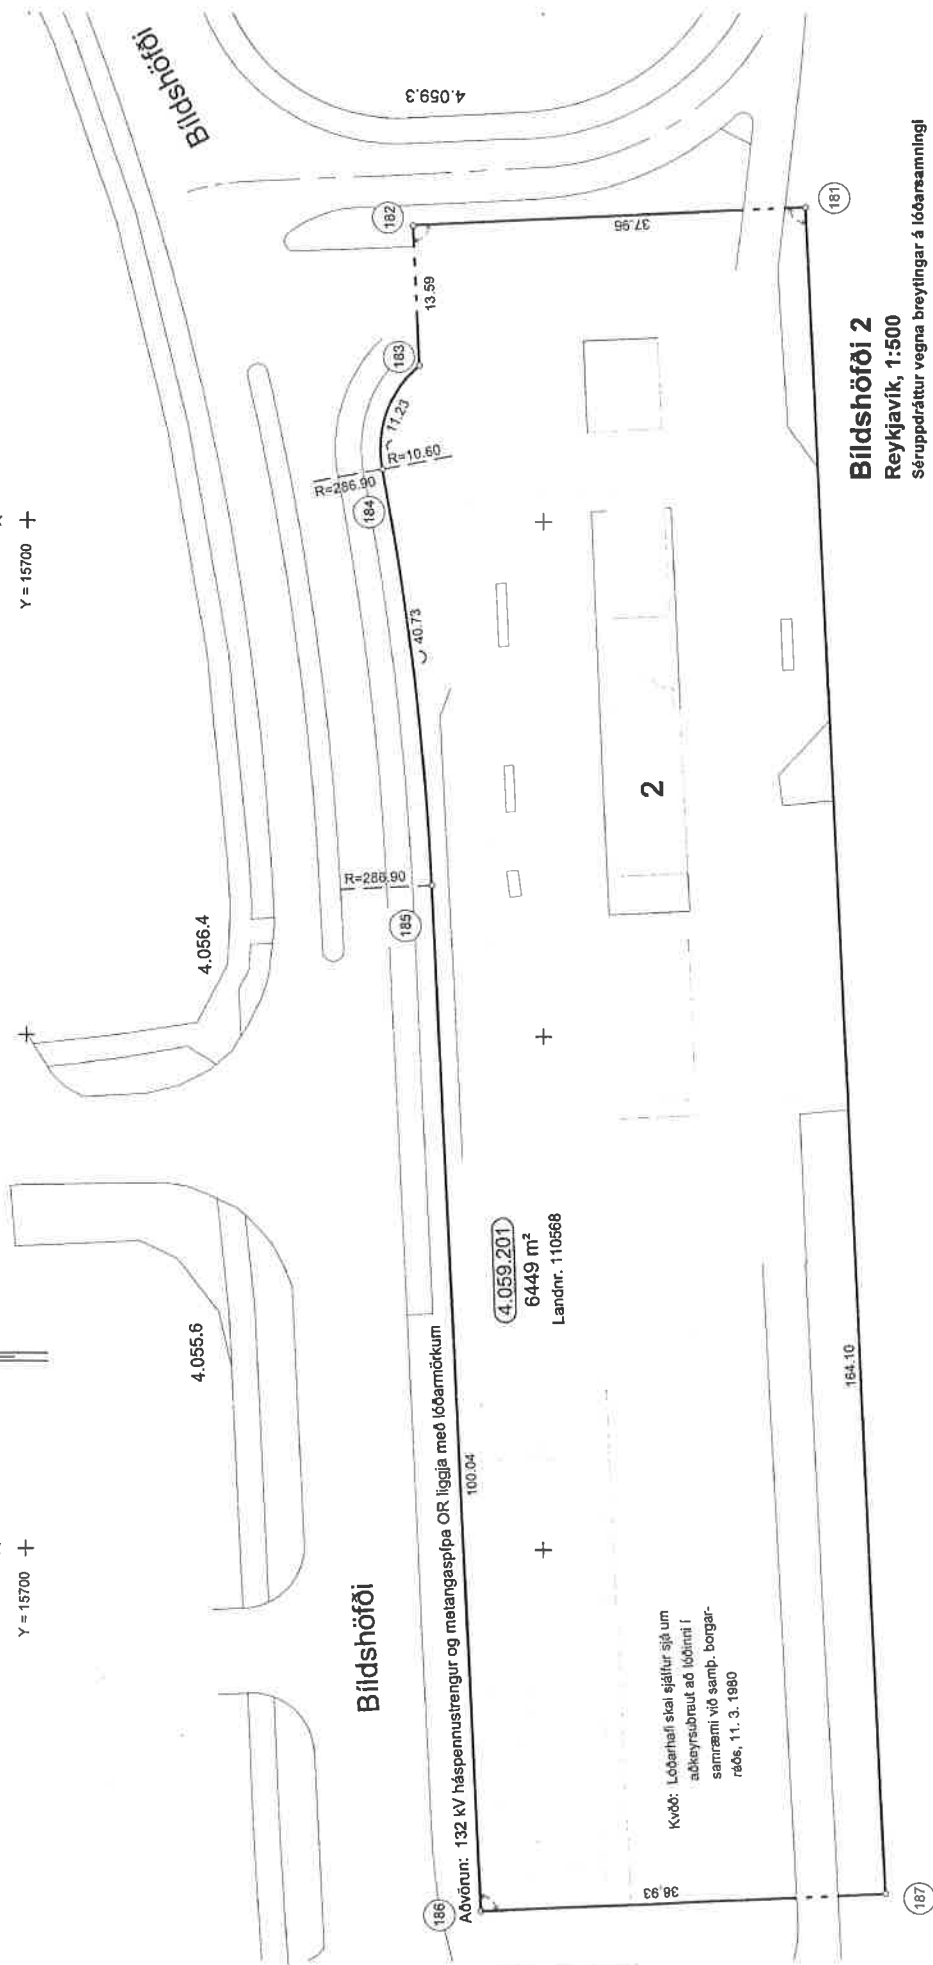 Bíldshöfði 2
Reykjavík, 1:500
Séruppdráttur vegna breytingar á lóðarsamningi
Bíldshöfði
Bíldshöfði
Y = 15700
Y = 15700
4.055.6
4.056.4
4.059.3
4.059.201
6449 m²
Landnr. 110568
2
Aðvörun: 132 kV háspennustrengur og metangaspípa OR liggja með lóðarmörkum
Kvöð: Lóðarhafi skal sjálfur sjá um
aðkeyrsubraut að lóðinni í
samræmi við samþ. borgar-
ráðs, 11. 3. 1980
186
185
184
183
182
181
187
100.04
R=286.90
40.73
R=286.90
R=10.60
11.23
13.59
37.96
164.10
38.93